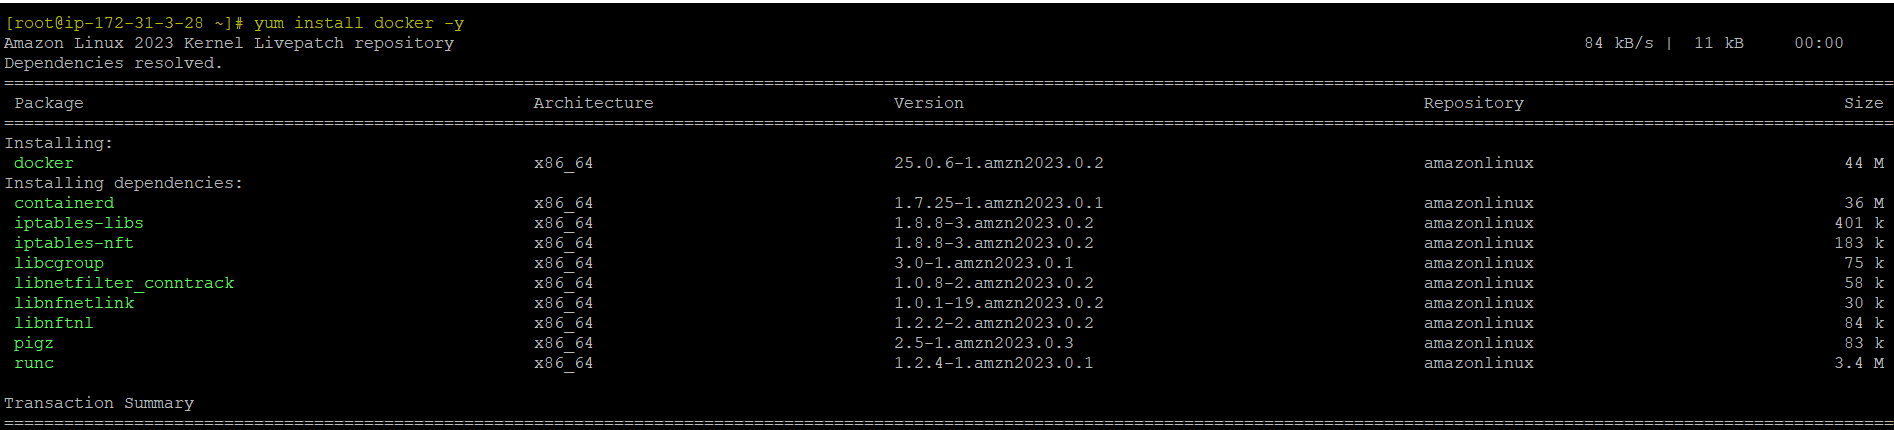 [root@ip-172-31-3-28 ~]# yum install docker -y
Amazon Linux 2023 Kernel Livepatch repository 84 kB/s | 11 kB 00:00
Dependencies resolved.
================================================================================
Package Architecture Version Repository Size
================================================================================
Installing:
docker x86_64 25.0.6-1.amzn2023.0.2 amazonlinux 44 M
Installing dependencies:
containerd x86_64 1.7.25-1.amzn2023.0.1 amazonlinux 36 M
iptables-libs x86_64 1.8.8-3.amzn2023.0.2 amazonlinux 401 k
iptables-nft x86_64 1.8.8-3.amzn2023.0.2 amazonlinux 183 k
libcgroup x86_64 3.0-1.amzn2023.0.1 amazonlinux 75 k
libnetfilter_conntrack x86_64 1.0.8-2.amzn2023.0.2 amazonlinux 58 k
libnfnetlink x86_64 1.0.1-19.amzn2023.0.2 amazonlinux 30 k
libnftnl x86_64 1.2.2-2.amzn2023.0.2 amazonlinux 84 k
pigz x86_64 2.5-1.amzn2023.0.3 amazonlinux 83 k
runc x86_64 1.2.4-1.amzn2023.0.1 amazonlinux 3.4 M
Transaction Summary
================================================================================